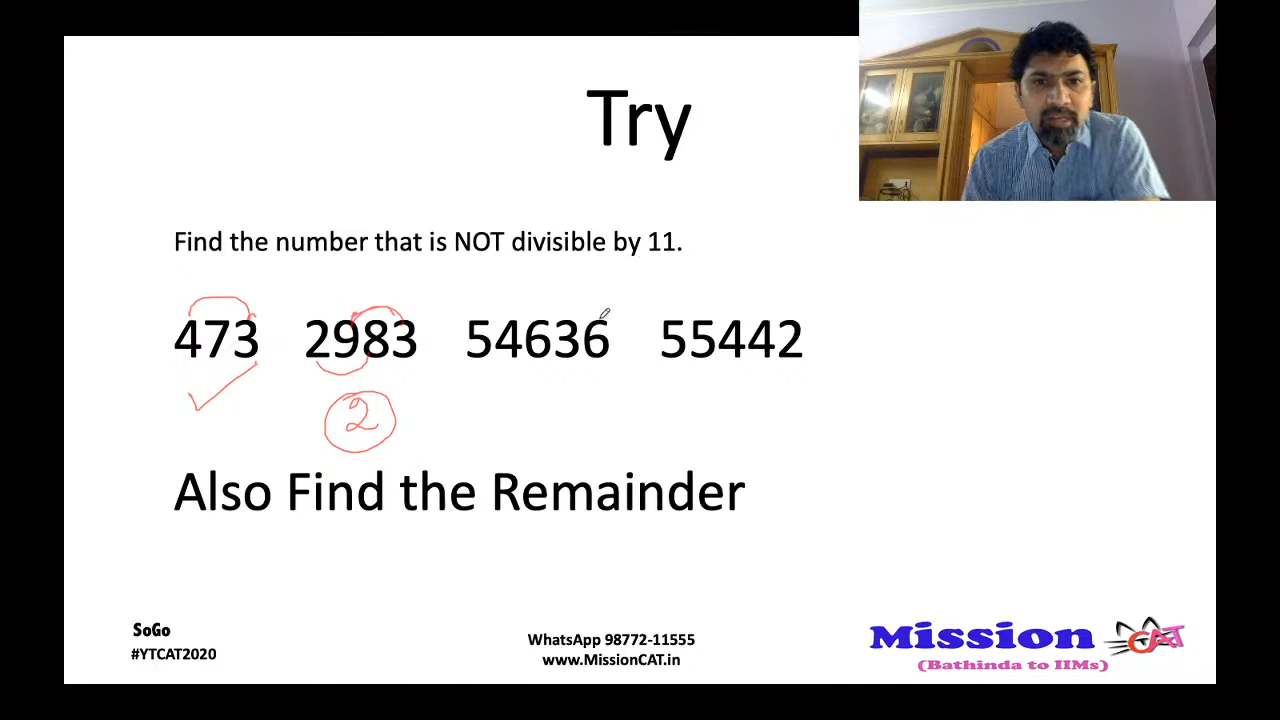 Try
Find the number that is NOT divisible by 11.
473 2983 54636 55442
2
Also Find the Remainder
SoGo
#YTCAT2020
WhatsApp 98772-11555
www.MissionCAT.in
Mission CAT
(Bathinda to IIMs)